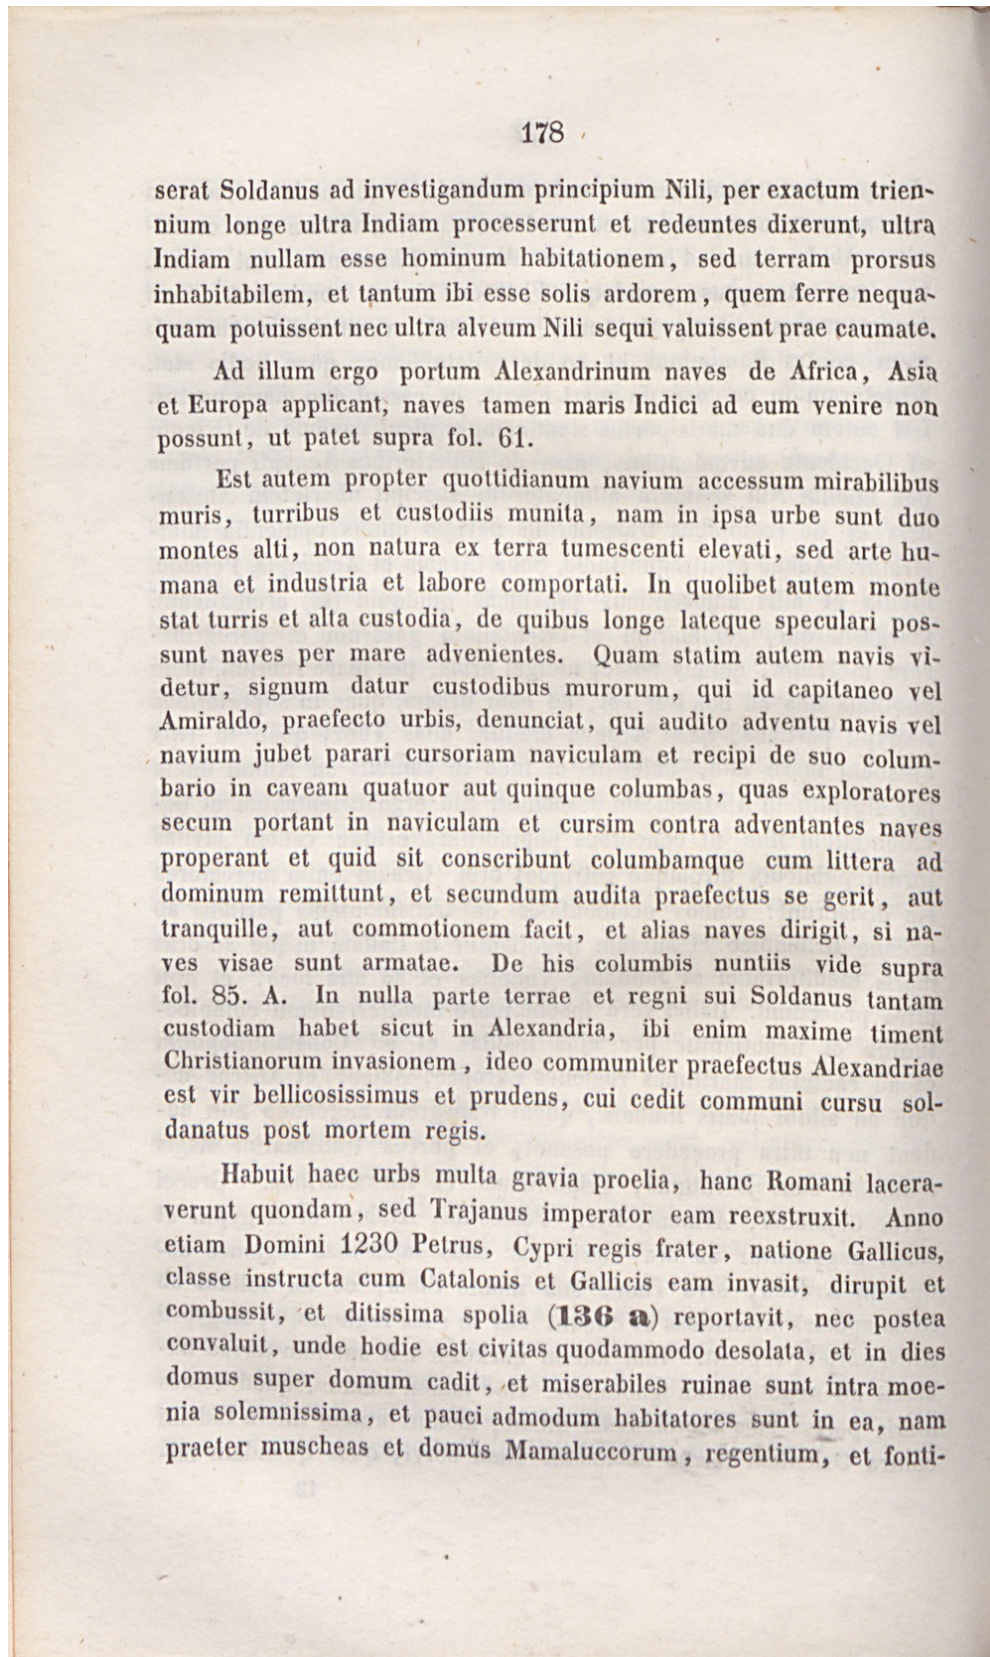 178
serat Soldanus ad investigandum principium Nili, per exactum trien-
nium longe ultra Indiam processerunt et redeuntes dixerunt, ultra
Indiam nullam esse hominum habitationem, sed terram prorsus
inhabitabilem, et tantum ibi esse solis ardorem, quem ferre nequa-
quam potuissent nec ultra alveum Nili sequi valuissent prae caumate.
Ad illum ergo portum Alexandrinum naves de Africa, Asia
et Europa applicant, naves tamen maris Indici ad eum venire non
possunt, ut patet supra fol. 61.
Est autem propter quottidianum navium accessum mirabilibus
muris, turribus et custodiis munita, nam in ipsa urbe sunt duo
montes alti, non natura ex terra tumescenti elevati, sed arte hu-
mana et industria et labore comportati. In quolibet autem monte
stat turris et alta custodia, de quibus longe lateque speculari pos-
sunt naves per mare advenientes. Quam statim autem navis vi-
detur, signum datur custodibus murorum, qui id capitaneo vel
Amiraldo, praefecto urbis, denunciat, qui audito adventu navis vel
navium jubet parari cursoriam naviculam et recipi de suo colum-
bario in caveam quatuor aut quinque columbas, quas exploratores
secum portant in naviculam et cursim contra adventantes naves
properant et quid sit conscribunt columbamque cum littera ad
dominum remittunt, et secundum audita praefectus se gerit, aut
tranquille, aut commotionem facit, et alias naves dirigit, si na-
ves visae sunt armatae. De his columbis nuntiis vide supra
fol. 85. A. In nulla parte terrae et regni sui Soldanus tantam
custodiam habet sicut in Alexandria, ibi enim maxime timent
Christianorum invasionem, ideo communiter praefectus Alexandriae
est vir bellicosissimus et prudens, cui cedit communi cursu sol-
danatus post mortem regis.
Habuit haec urbs multa gravia proelia, hanc Romani lacera-
verunt quondam, sed Trajanus imperator eam reexstruxit. Anno
etiam Domini 1230 Petrus, Cypri regis frater, natione Gallicus,
classe instructa cum Catalonis et Gallicis eam invasit, dirupit et
combussit, et ditissima spolia (136 a) reportavit, nec postea
convaluit, unde hodie est civitas quodammodo desolata, et in dies
domus super domum cadit, et miserabiles ruinae sunt intra moe-
nia solemnissima, et pauci admodum habitatores sunt in ea, nam
praeter muscheas et domus Mamaluccorum, regentium, et fonti-